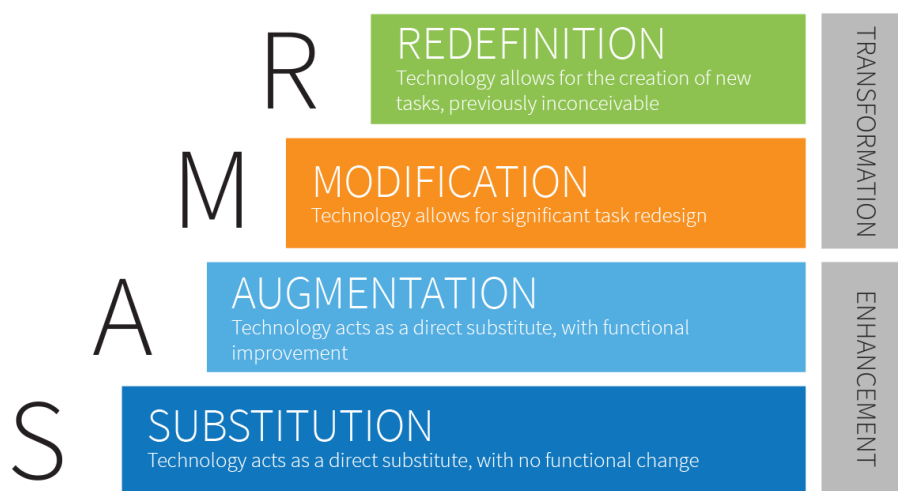 R
REDEFINITION
Technology allows for the creation of new
tasks, previously inconceivable
TRANSFORMATION
M
MODIFICATION
Technology allows for significant task redesign
A
AUGMENTATION
Technology acts as a direct substitute, with functional
improvement
ENHANCEMENT
S
SUBSTITUTION
Technology acts as a direct substitute, with no functional change